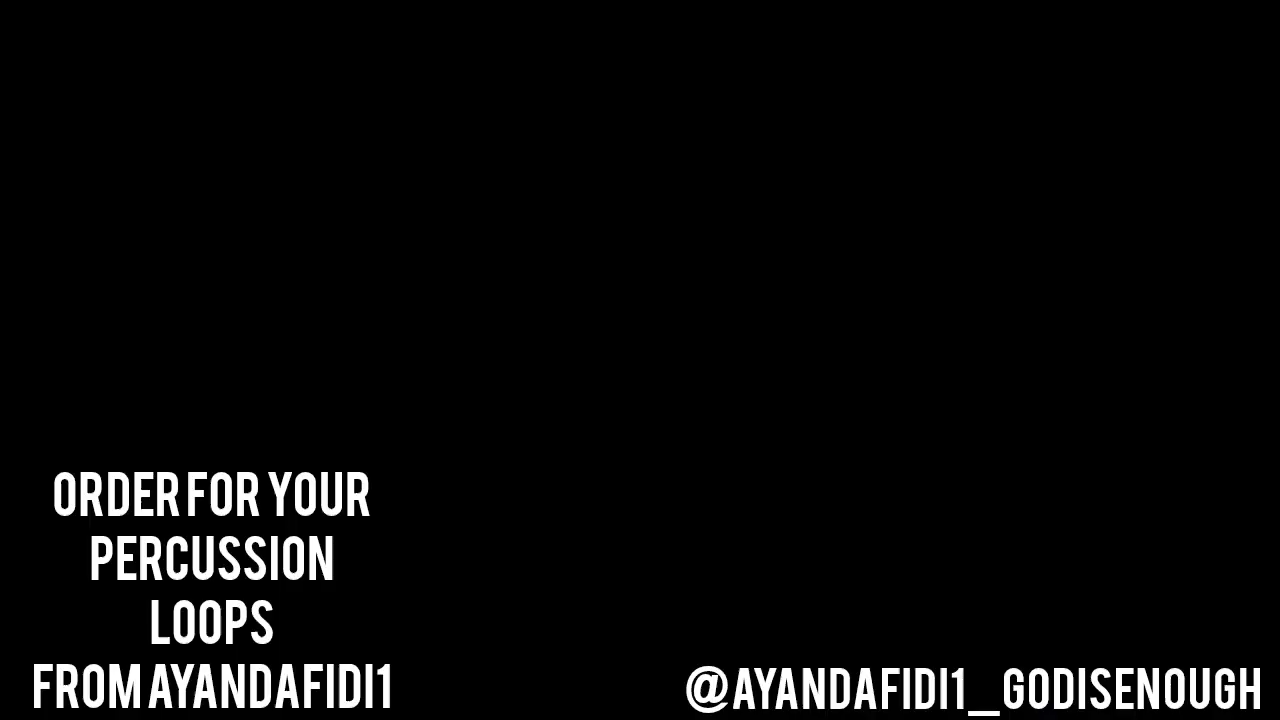 ORDER FOR YOUR
PERCUSSION
LOOPS
FROM AYANDAFIDI1
@AYANDAFIDI1_GODISENOUGH